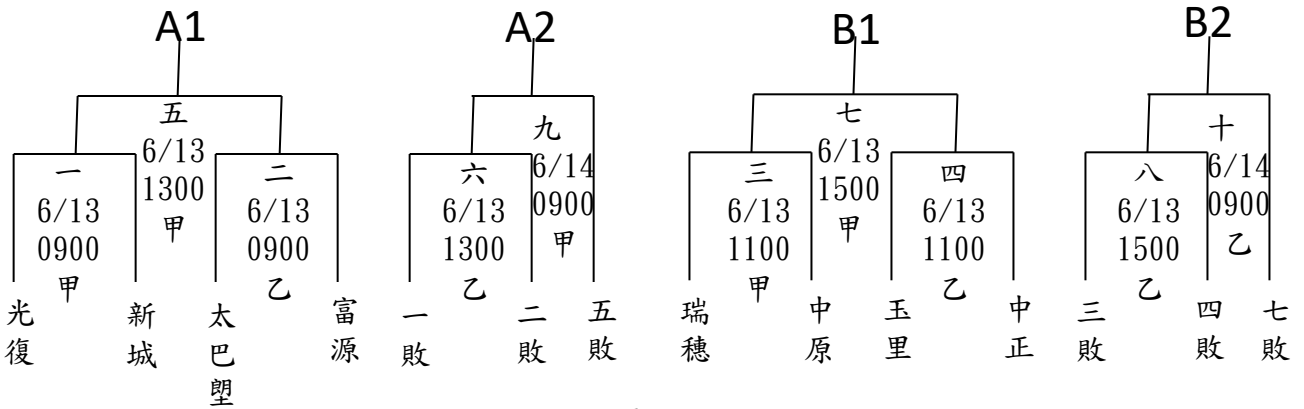 A1
五
6/13
1300
甲
一
6/13
0900
甲
二
6/13
0900
乙
光復
新城
太巴塱
富源
A2
九
6/14
0900
甲
六
6/13
1300
乙
一敗
二敗
五敗
B1
七
6/13
1500
甲
三
6/13
1100
甲
四
6/13
1100
乙
瑞穗
中原
玉里
中正
B2
十
6/14
0900
乙
八
6/13
1500
乙
三敗
四敗
七敗